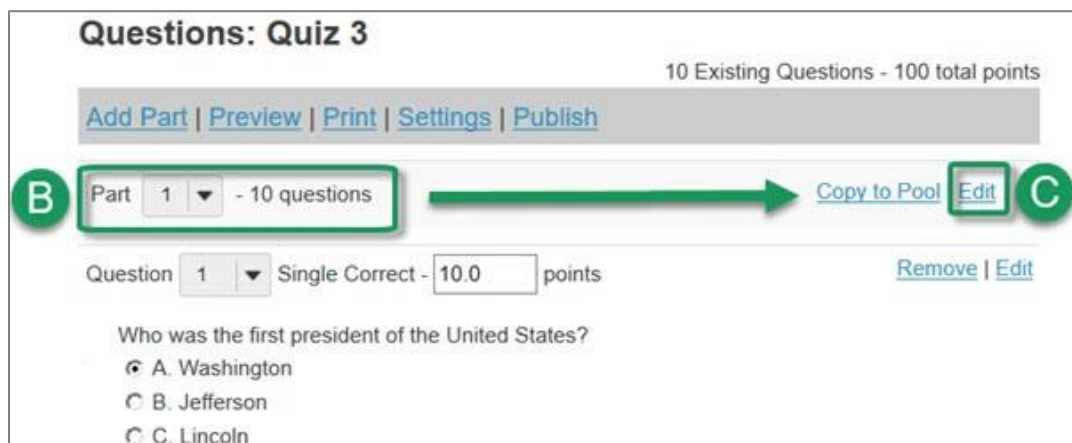 Questions: Quiz 3
10 Existing Questions - 100 total points
Add Part | Preview | Print | Settings | Publish
B Part 1 - 10 questions Copy to Pool Edit C
Question 1 Single Correct - 10.0 points Remove | Edit
Who was the first president of the United States?
A. Washington
B. Jefferson
C. Lincoln